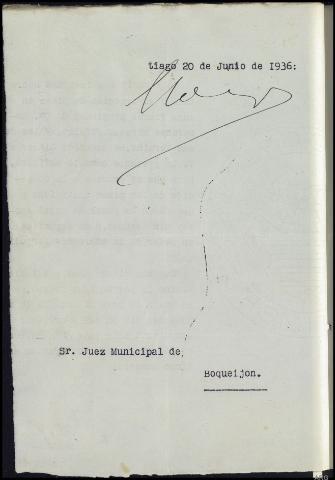 tiago 20 de Junio de 1936:
Sr. Juez Municipal de
Boqueijon.